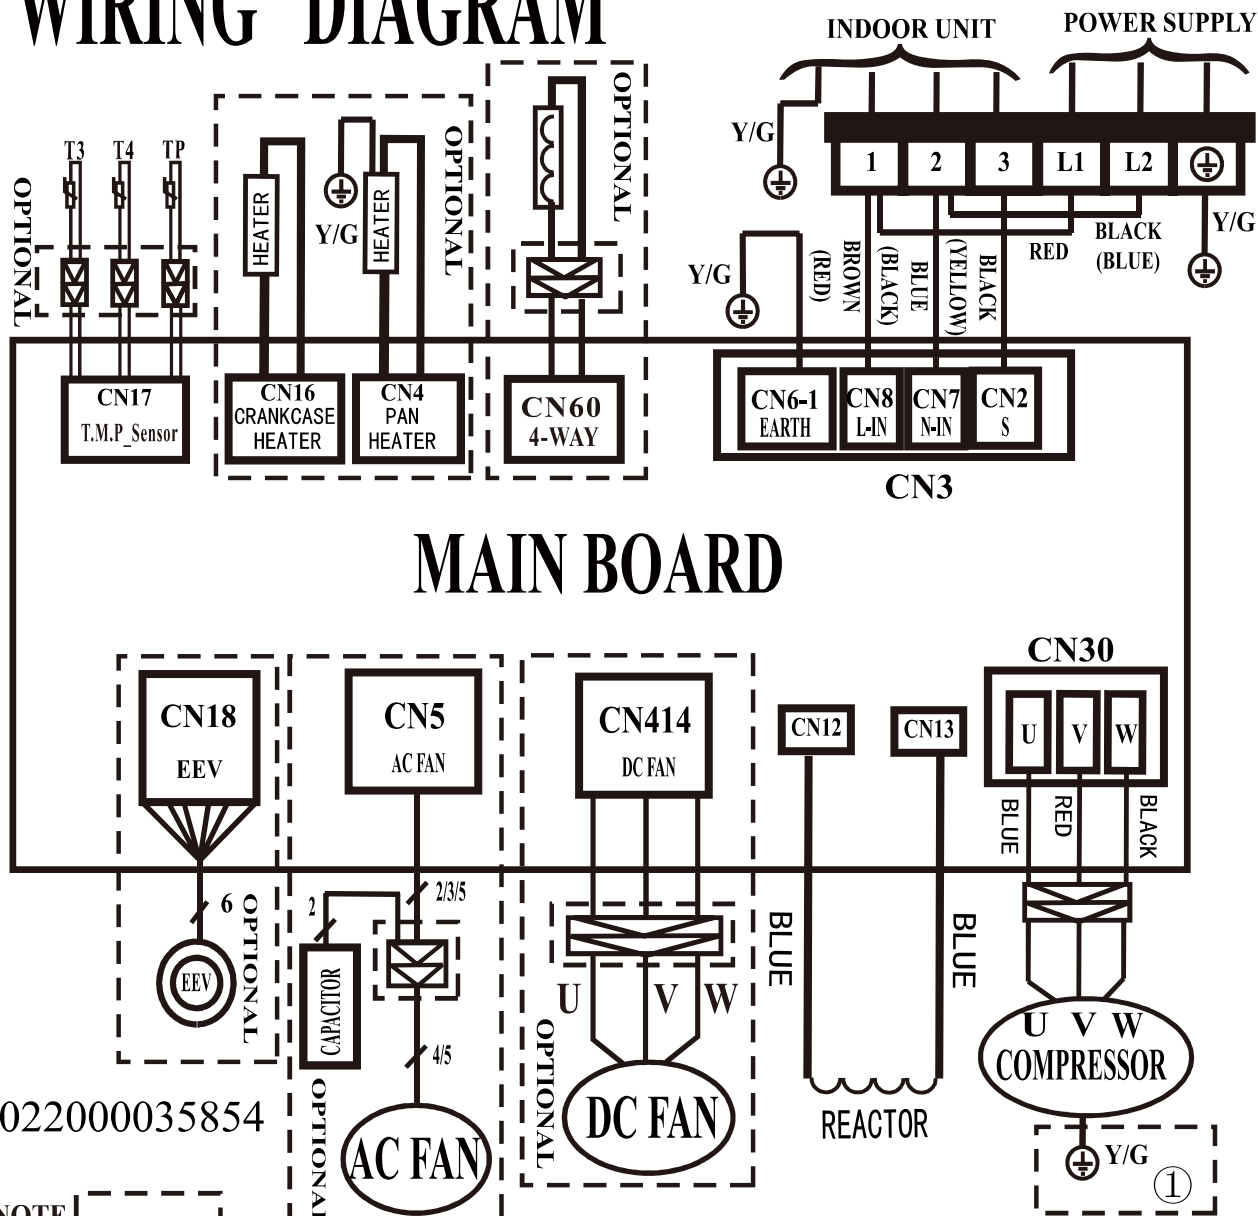 WIRING DIAGRAM
INDOOR UNIT
POWER SUPPLY
T3
T4
TP
OPTIONAL
HEATER
Y/G
HEATER
OPTIONAL
OPTIONAL
Y/G
1
2
3
L1
L2
Y/G
Y/G
(RED)
BROWN
(BLACK)
BLUE
(YELLOW)
BLACK
RED
BLACK
(BLUE)
CN17
T.M.P_Sensor
CN16
CRANKCASE
HEATER
CN4
PAN
HEATER
CN60
4-WAY
CN6-1
EARTH
CN8
L-IN
CN7
N-IN
CN2
S
CN3
MAIN BOARD
CN18
EEV
CN5
AC FAN
CN414
DC FAN
CN12
CN13
CN30
U
V
W
BLUE
RED
BLACK
6
OPTIONAL
EEV
2
2/3/5
CAPACITOR
4/5
OPTIONAL
AC FAN
U
V
W
OPTIONAL
DC FAN
BLUE
BLUE
REACTOR
U V W
COMPRESSOR
Y/G
①
022000035854
NOTE